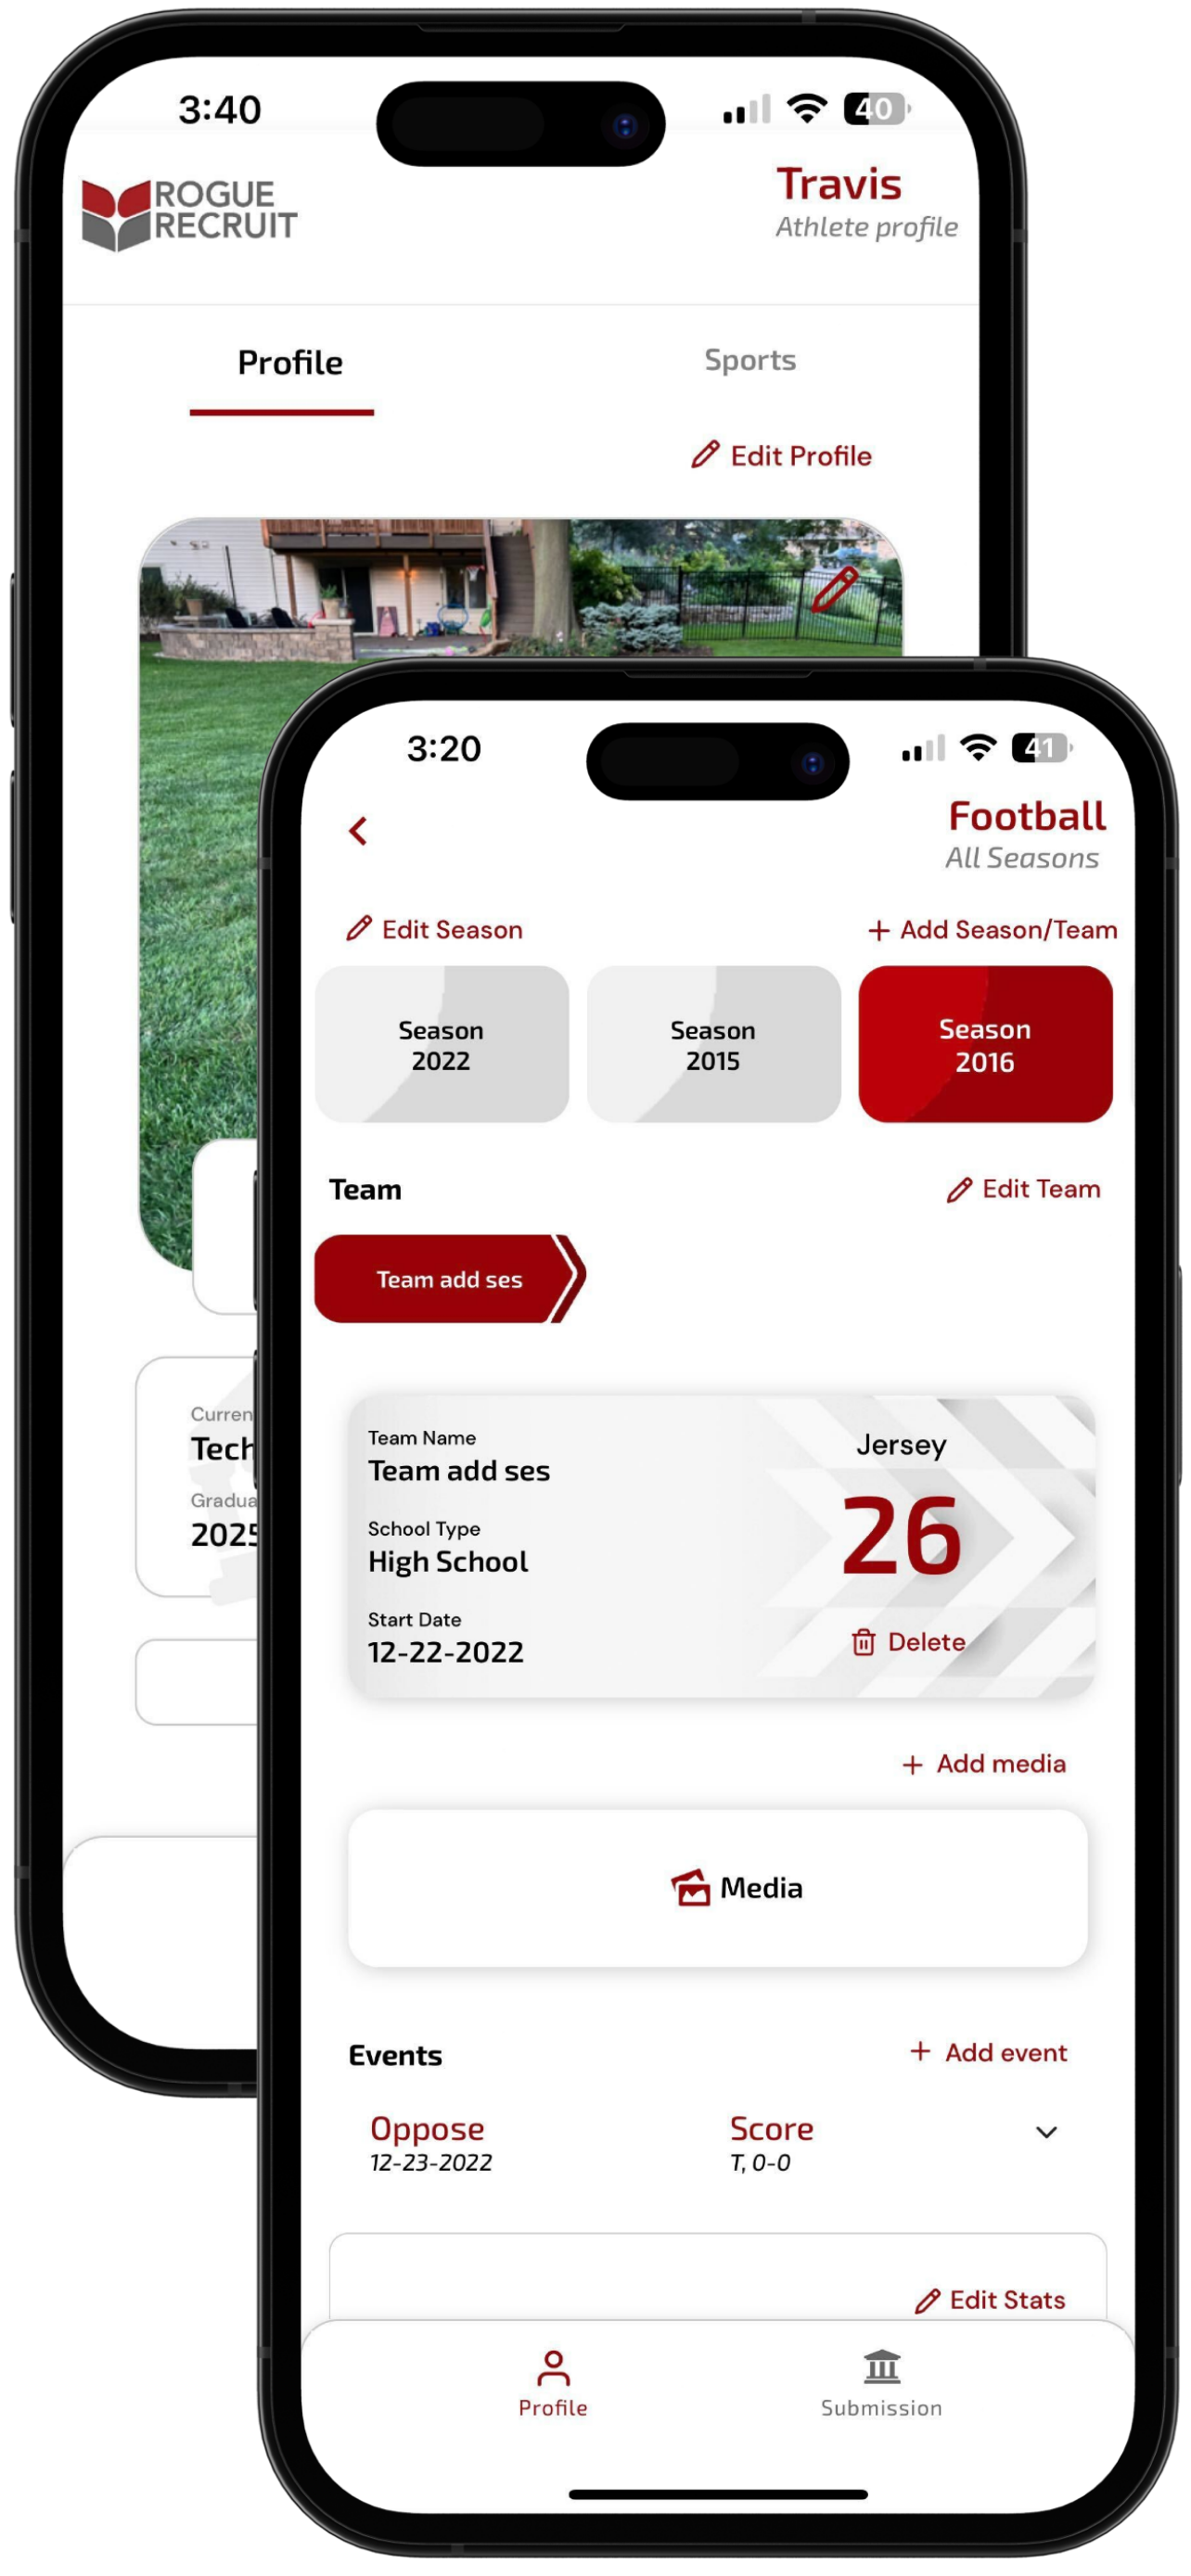 3:40
40
ROGUE
RECRUIT
Travis
Athlete profile
Profile
Sports
Edit Profile
3:20
41
Football
All Seasons
Edit Season
+ Add Season/Team
Season
2022
Season
2015
Season
2016
Team
Edit Team
Team add ses
Curren
Tech
Gradua
2025
Team Name
Team add ses
School Type
High School
Start Date
12-22-2022
Jersey
26
Delete
+ Add media
Media
Events
+ Add event
Oppose
12-23-2022
Score
T, 0-0
Edit Stats
Profile
Submission